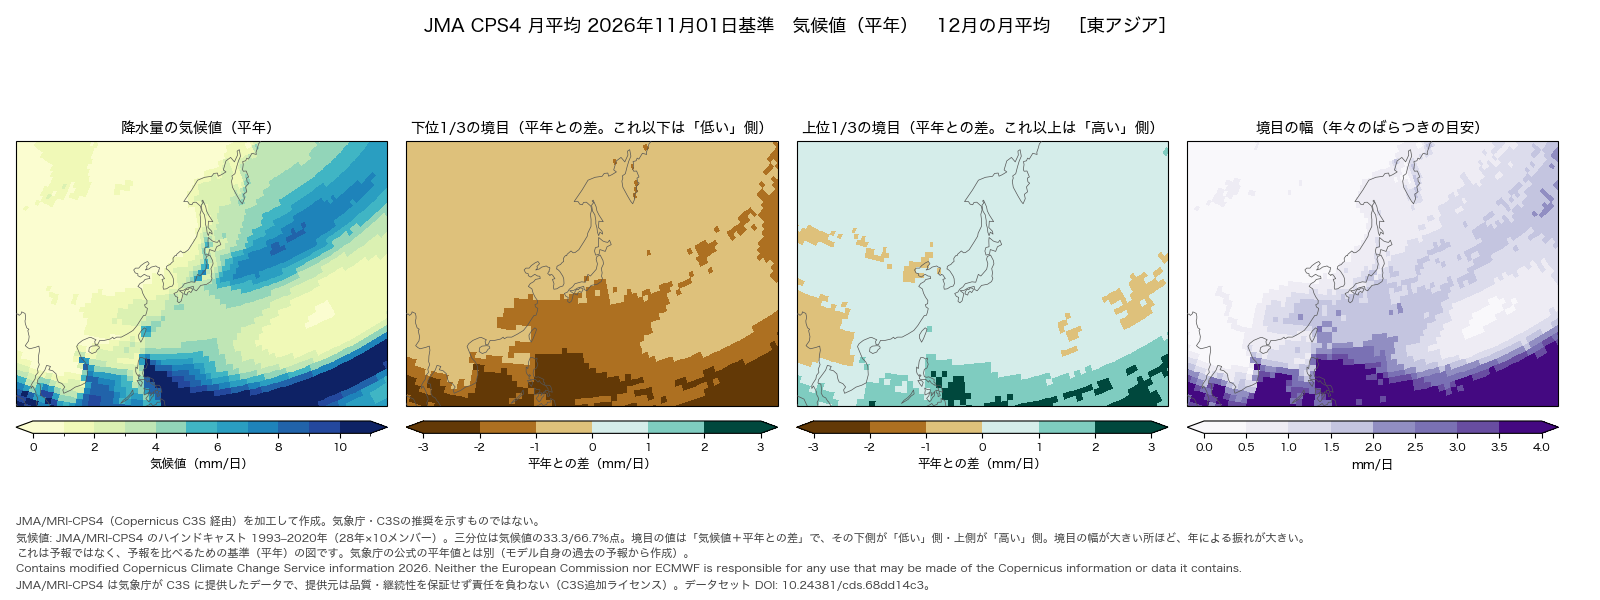 JMA CPS4 月平均 2026年11月01日基準　気候値（平年）　12月の月平均　［東アジア］
降水量の気候値（平年）
下位1/3の境目（平年との差。これ以下は「低い」側）
上位1/3の境目（平年との差。これ以上は「高い」側）
境目の幅（年々のばらつきの目安）
0 2 4 6 8 10
気候値（mm/日）
-3 -2 -1 0 1 2 3
平年との差（mm/日）
-3 -2 -1 0 1 2 3
平年との差（mm/日）
0.0 0.5 1.0 1.5 2.0 2.5 3.0 3.5 4.0
mm/日
JMA/MRI-CPS4（Copernicus C3S 経由）を加工して作成。気象庁・C3Sの推奨を示すものではない。
気候値: JMA/MRI-CPS4 のハインドキャスト 1993–2020年（28年×10メンバー）。三分位は気候値の33.3/66.7%点。境目の値は「気候値＋平年との差」で、その下側が「低い」側・上側が「高い」側。境目の幅が大きい所ほど、年による振れが大きい。
これは予報ではなく、予報を比べるための基準（平年）の図です。気象庁の公式の平年値とは別（モデル自身の過去の予報から作成）。
Contains modified Copernicus Climate Change Service information 2026. Neither the European Commission nor ECMWF is responsible for any use that may be made of the Copernicus information or data it contains.
JMA/MRI-CPS4 は気象庁が C3S に提供したデータで、提供元は品質・継続性を保証せず責任を負わない（C3S追加ライセンス）。データセット DOI: 10.24381/cds.68dd14c3。